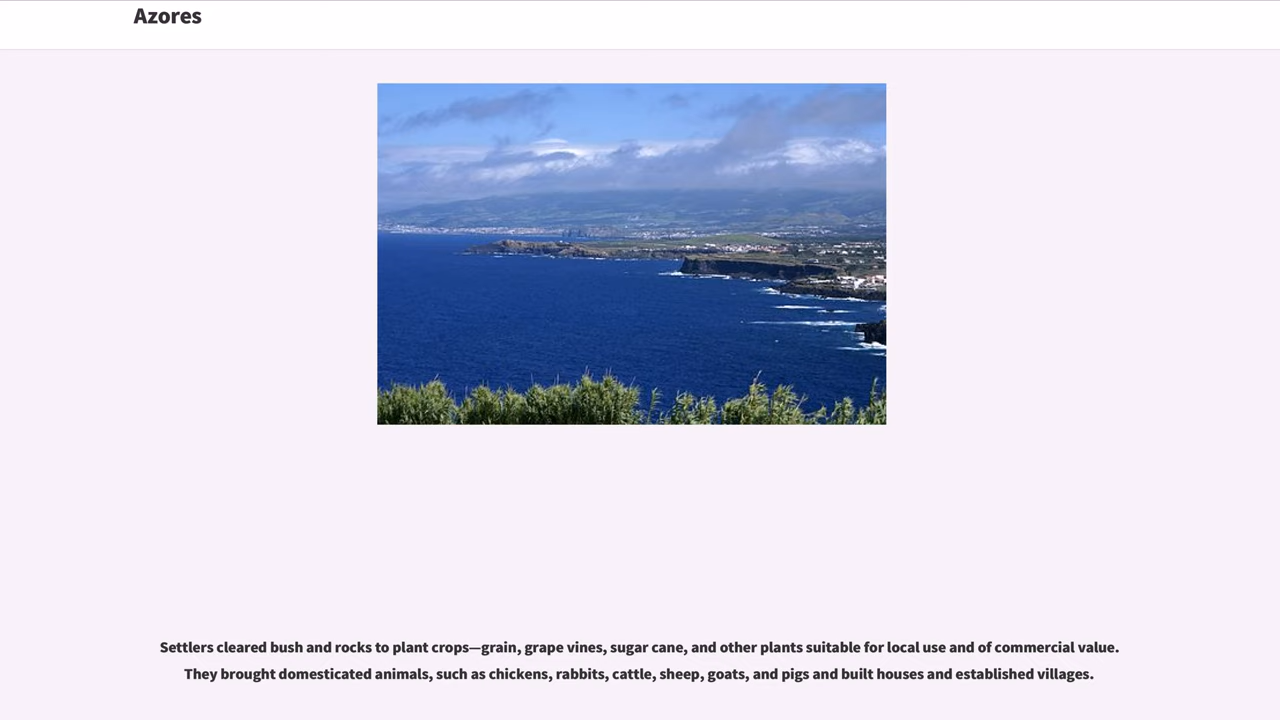 Azores
Settlers cleared bush and rocks to plant crops—grain, grape vines, sugar cane, and other plants suitable for local use and of commercial value.
They brought domesticated animals, such as chickens, rabbits, cattle, sheep, goats, and pigs and built houses and established villages.